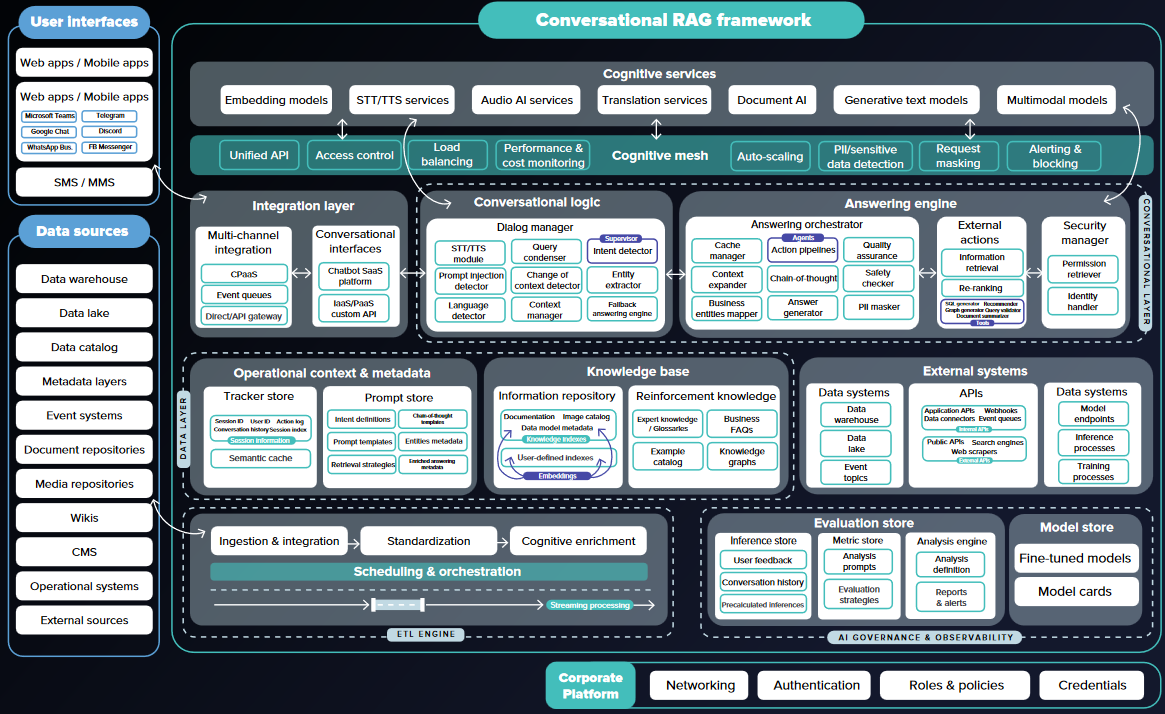 User interfaces
Web apps / Mobile apps
Web apps / Mobile apps
Microsoft Teams
Telegram
Google Chat
Discord
WhatsApp Bus.
FB Messenger
SMS / MMS
Data sources
Data warehouse
Data lake
Data catalog
Metadata layers
Event systems
Document repositories
Media repositories
Wikis
CMS
Operational systems
External sources
Conversational RAG framework
Cognitive services
Embedding models
STT/TTS services
Audio AI services
Translation services
Document AI
Generative text models
Multimodal models
Unified API
Access control
Load
balancing
Performance &
cost monitoring
Cognitive mesh
Auto-scaling
PII/sensitive
data detection
Request
masking
Alerting &
blocking
Integration layer
Multi-channel
integration
CPaaS
Event queues
Direct/API gateway
Conversational
interfaces
Chatbot SaaS
platform
IaaS/PaaS
custom API
Conversational logic
Dialog manager
STT/TTS
module
Query
condenser
Supervisor
Intent detector
Prompt injection
detector
Change of
context detector
Entity
extractor
Language
detector
Context
manager
Fallback
answering engine
Answering engine
Answering orchestrator
Cache
manager
Agents
Action pipelines
Quality
assurance
Context
expander
Chain-of-thought
Safety
checker
Business
entities mapper
Answer
generator
PII masker
External
actions
Information
retrieval
Re-ranking
SQL generator Recommender
Graph generator Query validator
Document summarizer
Tools
Security
manager
Permission
retriever
Identity
handler
CONVERSATIONAL LAYER
DATA LAYER
Operational context & metadata
Tracker store
Session ID User ID Action log
Conversation history Session index
Session information
Semantic cache
Prompt store
Intent definitions
Chain-of-thought
templates
Prompt templates
Entities metadata
Retrieval strategies
Enriched answering
metadata
Knowledge base
Information repository
Documentation Image catalog
Data model metadata
Knowledge indexes
User-defined indexes
Embeddings
Reinforcement knowledge
Expert knowledge
/ Glossaries
Business
FAQs
Example
catalog
Knowledge
graphs
External systems
Data systems
Data
warehouse
Data
lake
Event
topics
APIs
Application APIs Webhooks
Data connectors Event queues
Internal APIs
Public APIs Search engines
Web scrapers
External APIs
Data systems
Model
endpoints
Inference
processes
Training
processes
Ingestion & integration
Standardization
Cognitive enrichment
Scheduling & orchestration
Streaming processing
ETL ENGINE
Evaluation store
Inference store
User feedback
Conversation history
Precalculated inferences
Metric store
Analysis
prompts
Evaluation
strategies
Analysis engine
Analysis
definition
Reports
& alerts
Model store
Fine-tuned models
Model cards
AI GOVERNANCE & OBSERVABILITY
Corporate
Platform
Networking
Authentication
Roles & policies
Credentials